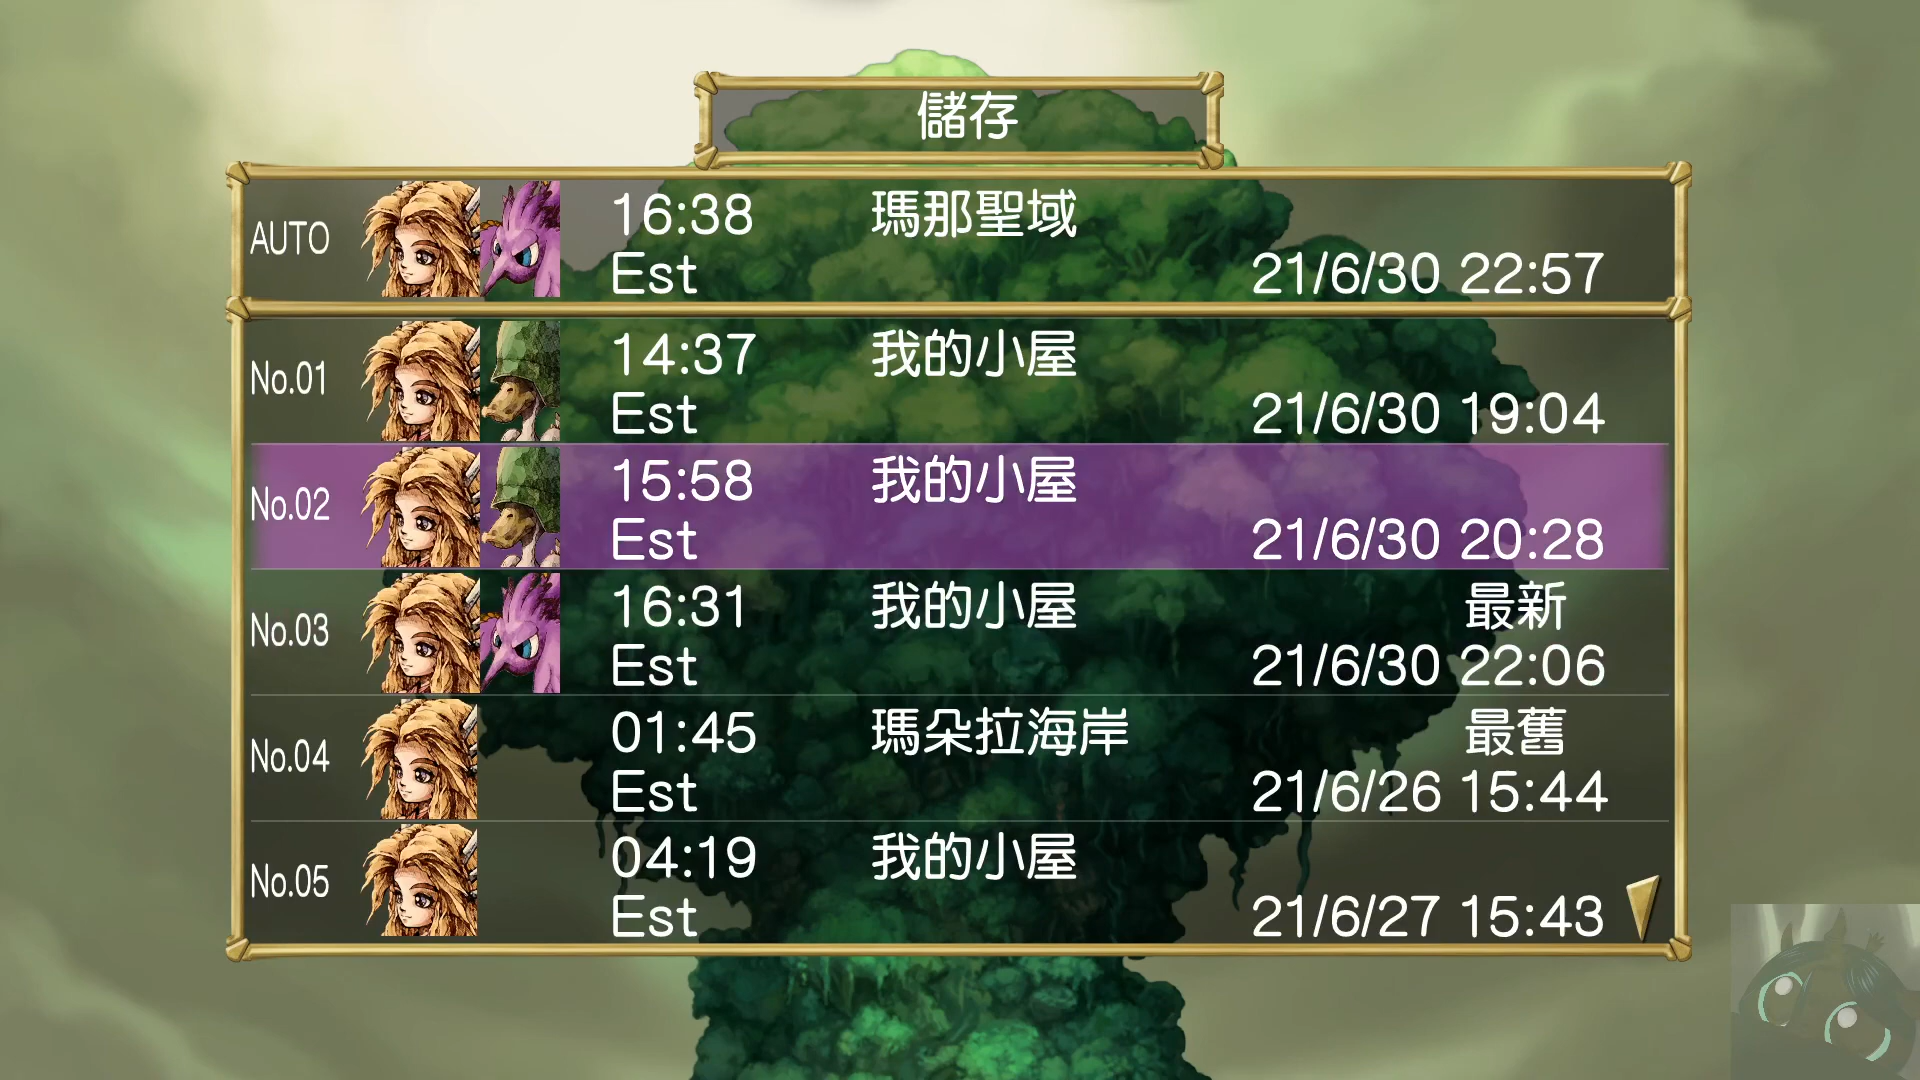 儲存
AUTO
16:38 瑪那聖域
Est 21/6/30 22:57
No.01
14:37 我的小屋
Est 21/6/30 19:04
No.02
15:58 我的小屋
Est 21/6/30 20:28
No.03
16:31 我的小屋 最新
Est 21/6/30 22:06
No.04
01:45 瑪朵拉海岸 最舊
Est 21/6/26 15:44
No.05
04:19 我的小屋
Est 21/6/27 15:43